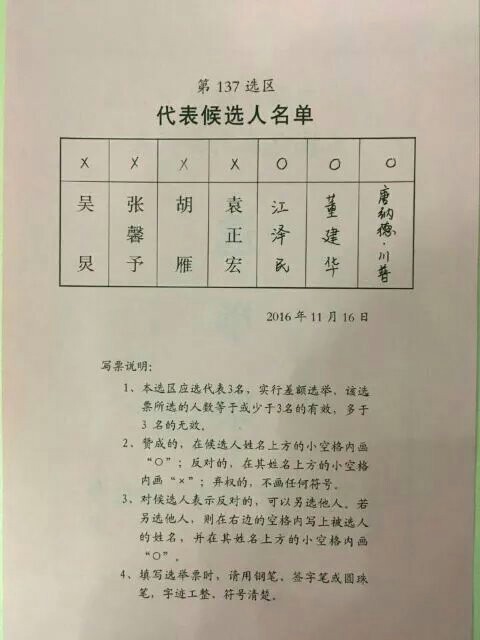 第 137 选区
代表候选人名单
× × × × ○ ○ ○
吴炅 张馨予 胡雁 袁正宏 江泽民 董建华 唐纳德·川普
2016 年 11 月 16 日
写票说明:
1、本选区应选代表3名,实行差额选举、该选
票所选的人数等于或少于3名的有效,多于
3 名的无效。
2、赞成的,在候选人姓名上方的小空格内画
“○”;反对的,在其姓名上方的小空格
内画“×”;弃权的,不画任何符号。
3、对候选人表示反对的,可以另选他人。若
另选他人,则在右边的空格内写上被选人
的姓名,并在其姓名上方的小空格内画
“○”。
4、填写选举票时,请用钢笔、签字笔或圆珠
笔,字迹工整、符号清楚。